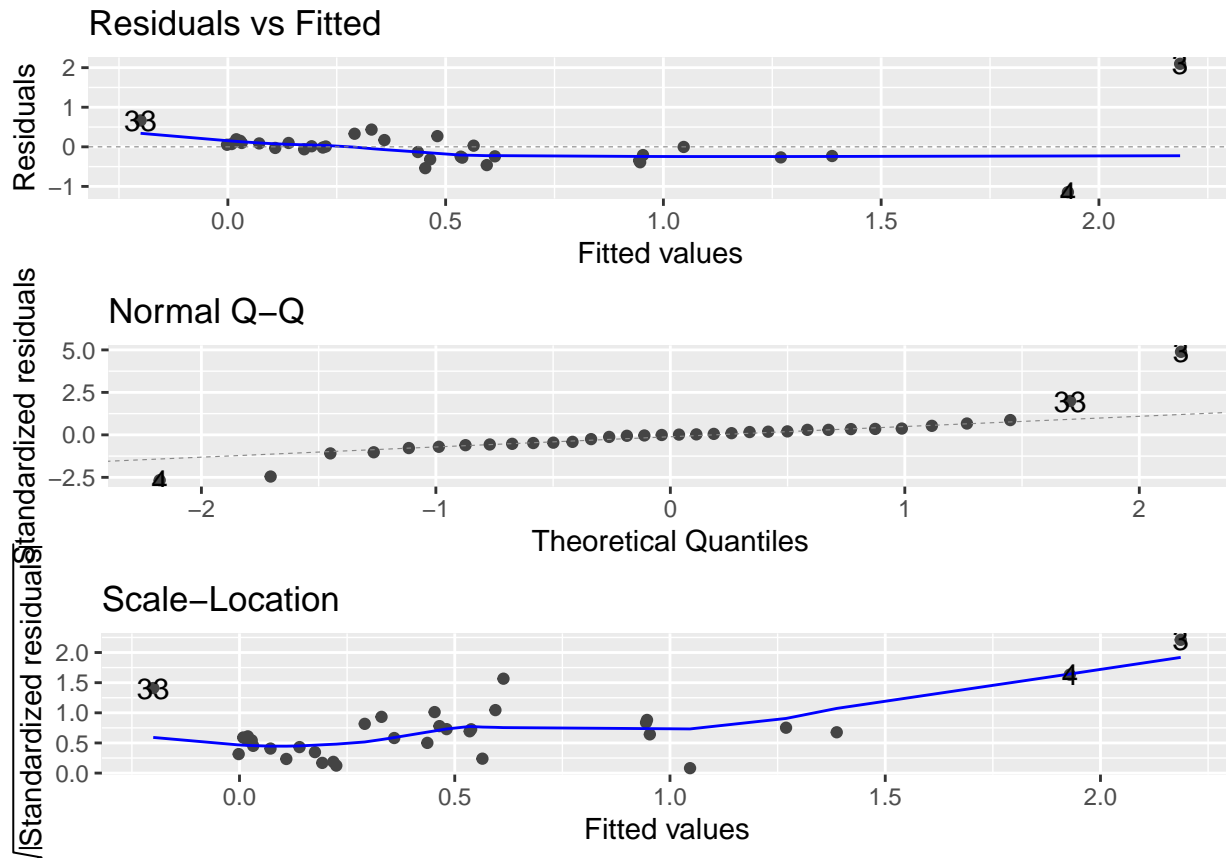 Residuals vs Fitted
Residuals
2
1
0
−1
33
3
4
0.0 0.5 1.0 1.5 2.0
Fitted values
Normal Q−Q
Standardized residuals
5.0
2.5
0.0
−2.5
4
33
3
−2 −1 0 1 2
Theoretical Quantiles
Scale−Location
√|Standardized residuals|
2.0
1.5
1.0
0.5
0.0
33
4
3
0.0 0.5 1.0 1.5 2.0
Fitted values